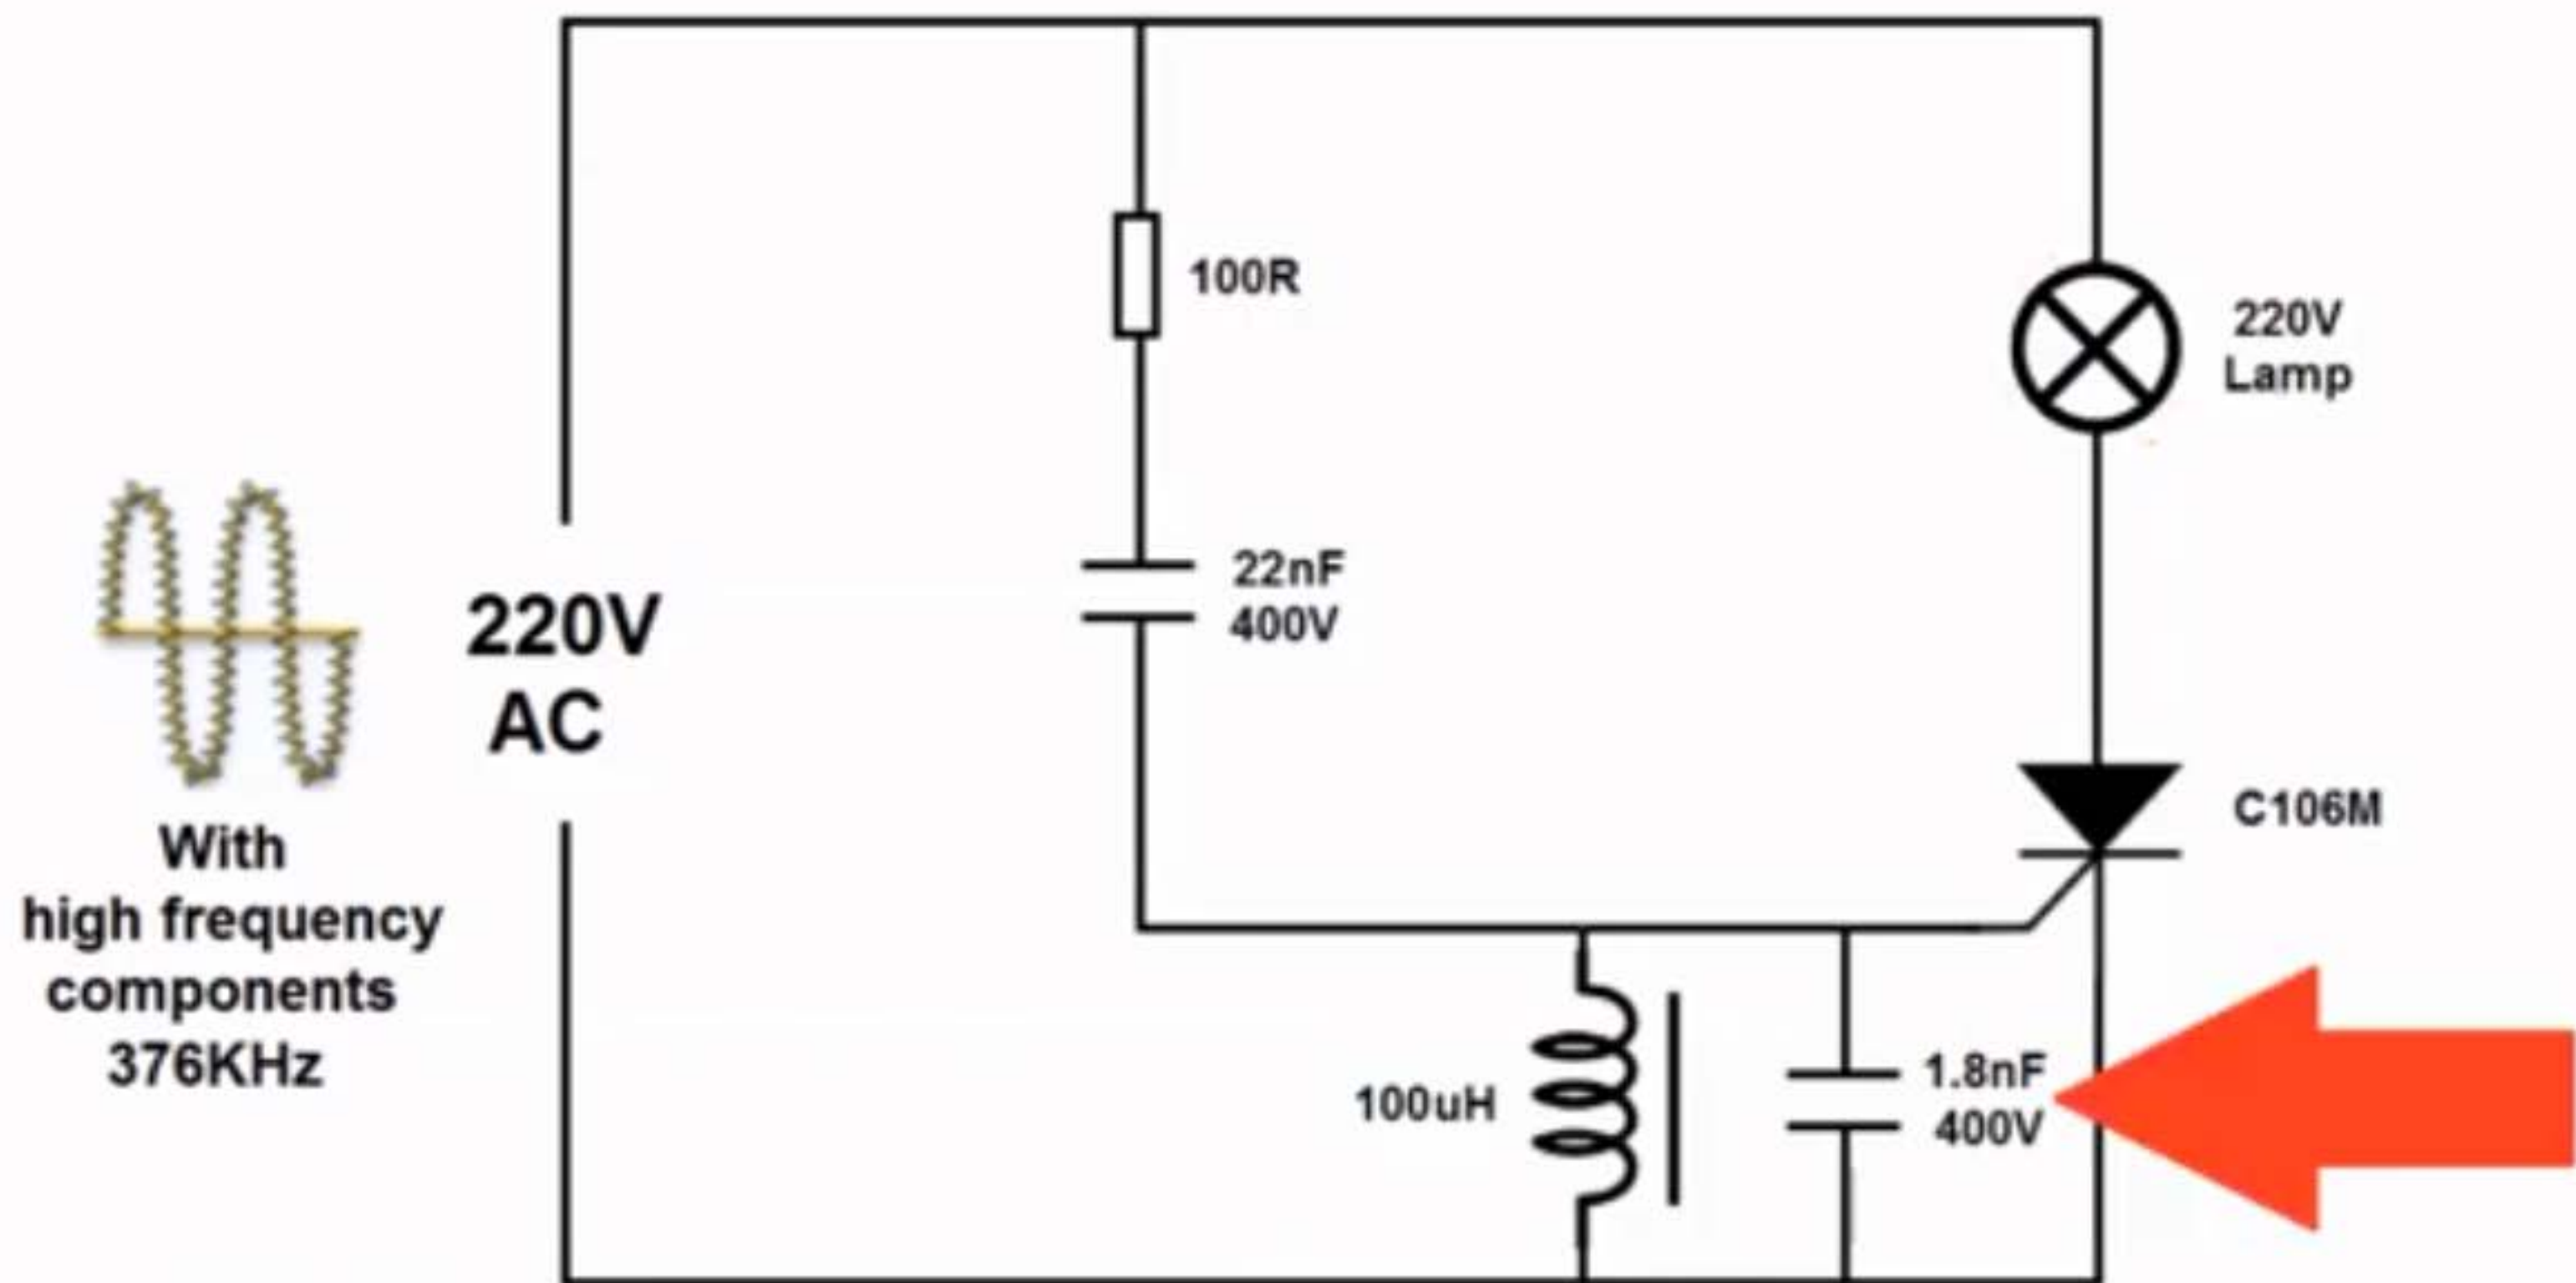 100R
220V
Lamp
22nF
400V
220V
AC
C106M
With
high frequency
components
376KHz
100uH
1.8nF
400V